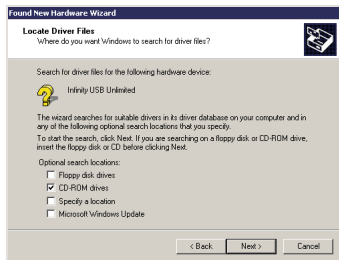 Found New Hardware Wizard
Locate Driver Files
Where do you want Windows to search for driver files?
Search for driver files for the following hardware device:
Infinity USB Unlimited
The wizard searches for suitable drivers in its driver database on your computer and in
any of the following optional search locations that you specify.
To start the search, click Next. If you are searching on a floppy disk or CD-ROM drive,
insert the floppy disk or CD before clicking Next.
Optional search locations:
Floppy disk drives
CD-ROM drives
Specify a location
Microsoft Windows Update
< Back Next > Cancel